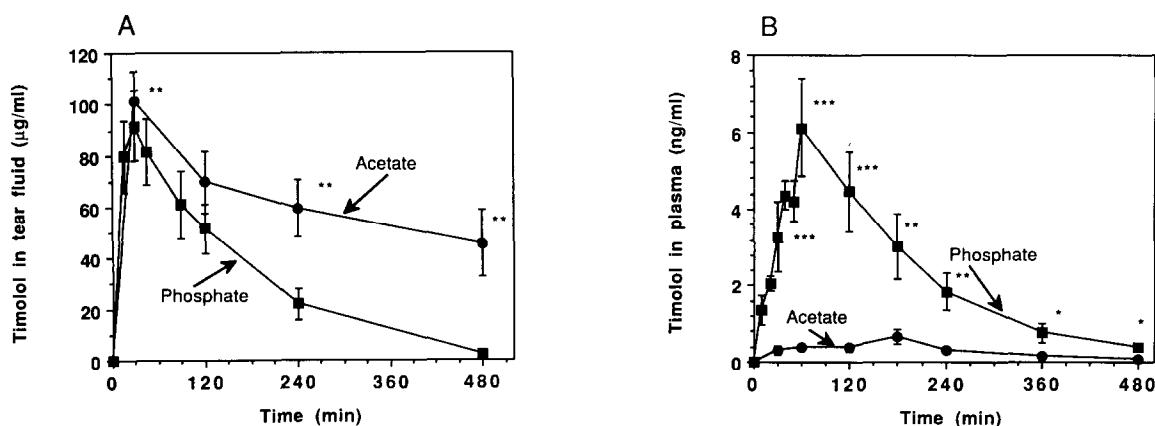 A
Timolol in tear fluid (μg/ml)
120
100
80
60
40
20
0
**
**
**
Acetate
Phosphate
0 120 240 360 480
Time (min)
B
Timolol in plasma (ng/ml)
8
6
4
2
0
***
***
***
**
**
*
*
Phosphate
Acetate
0 120 240 360 480
Time (min)